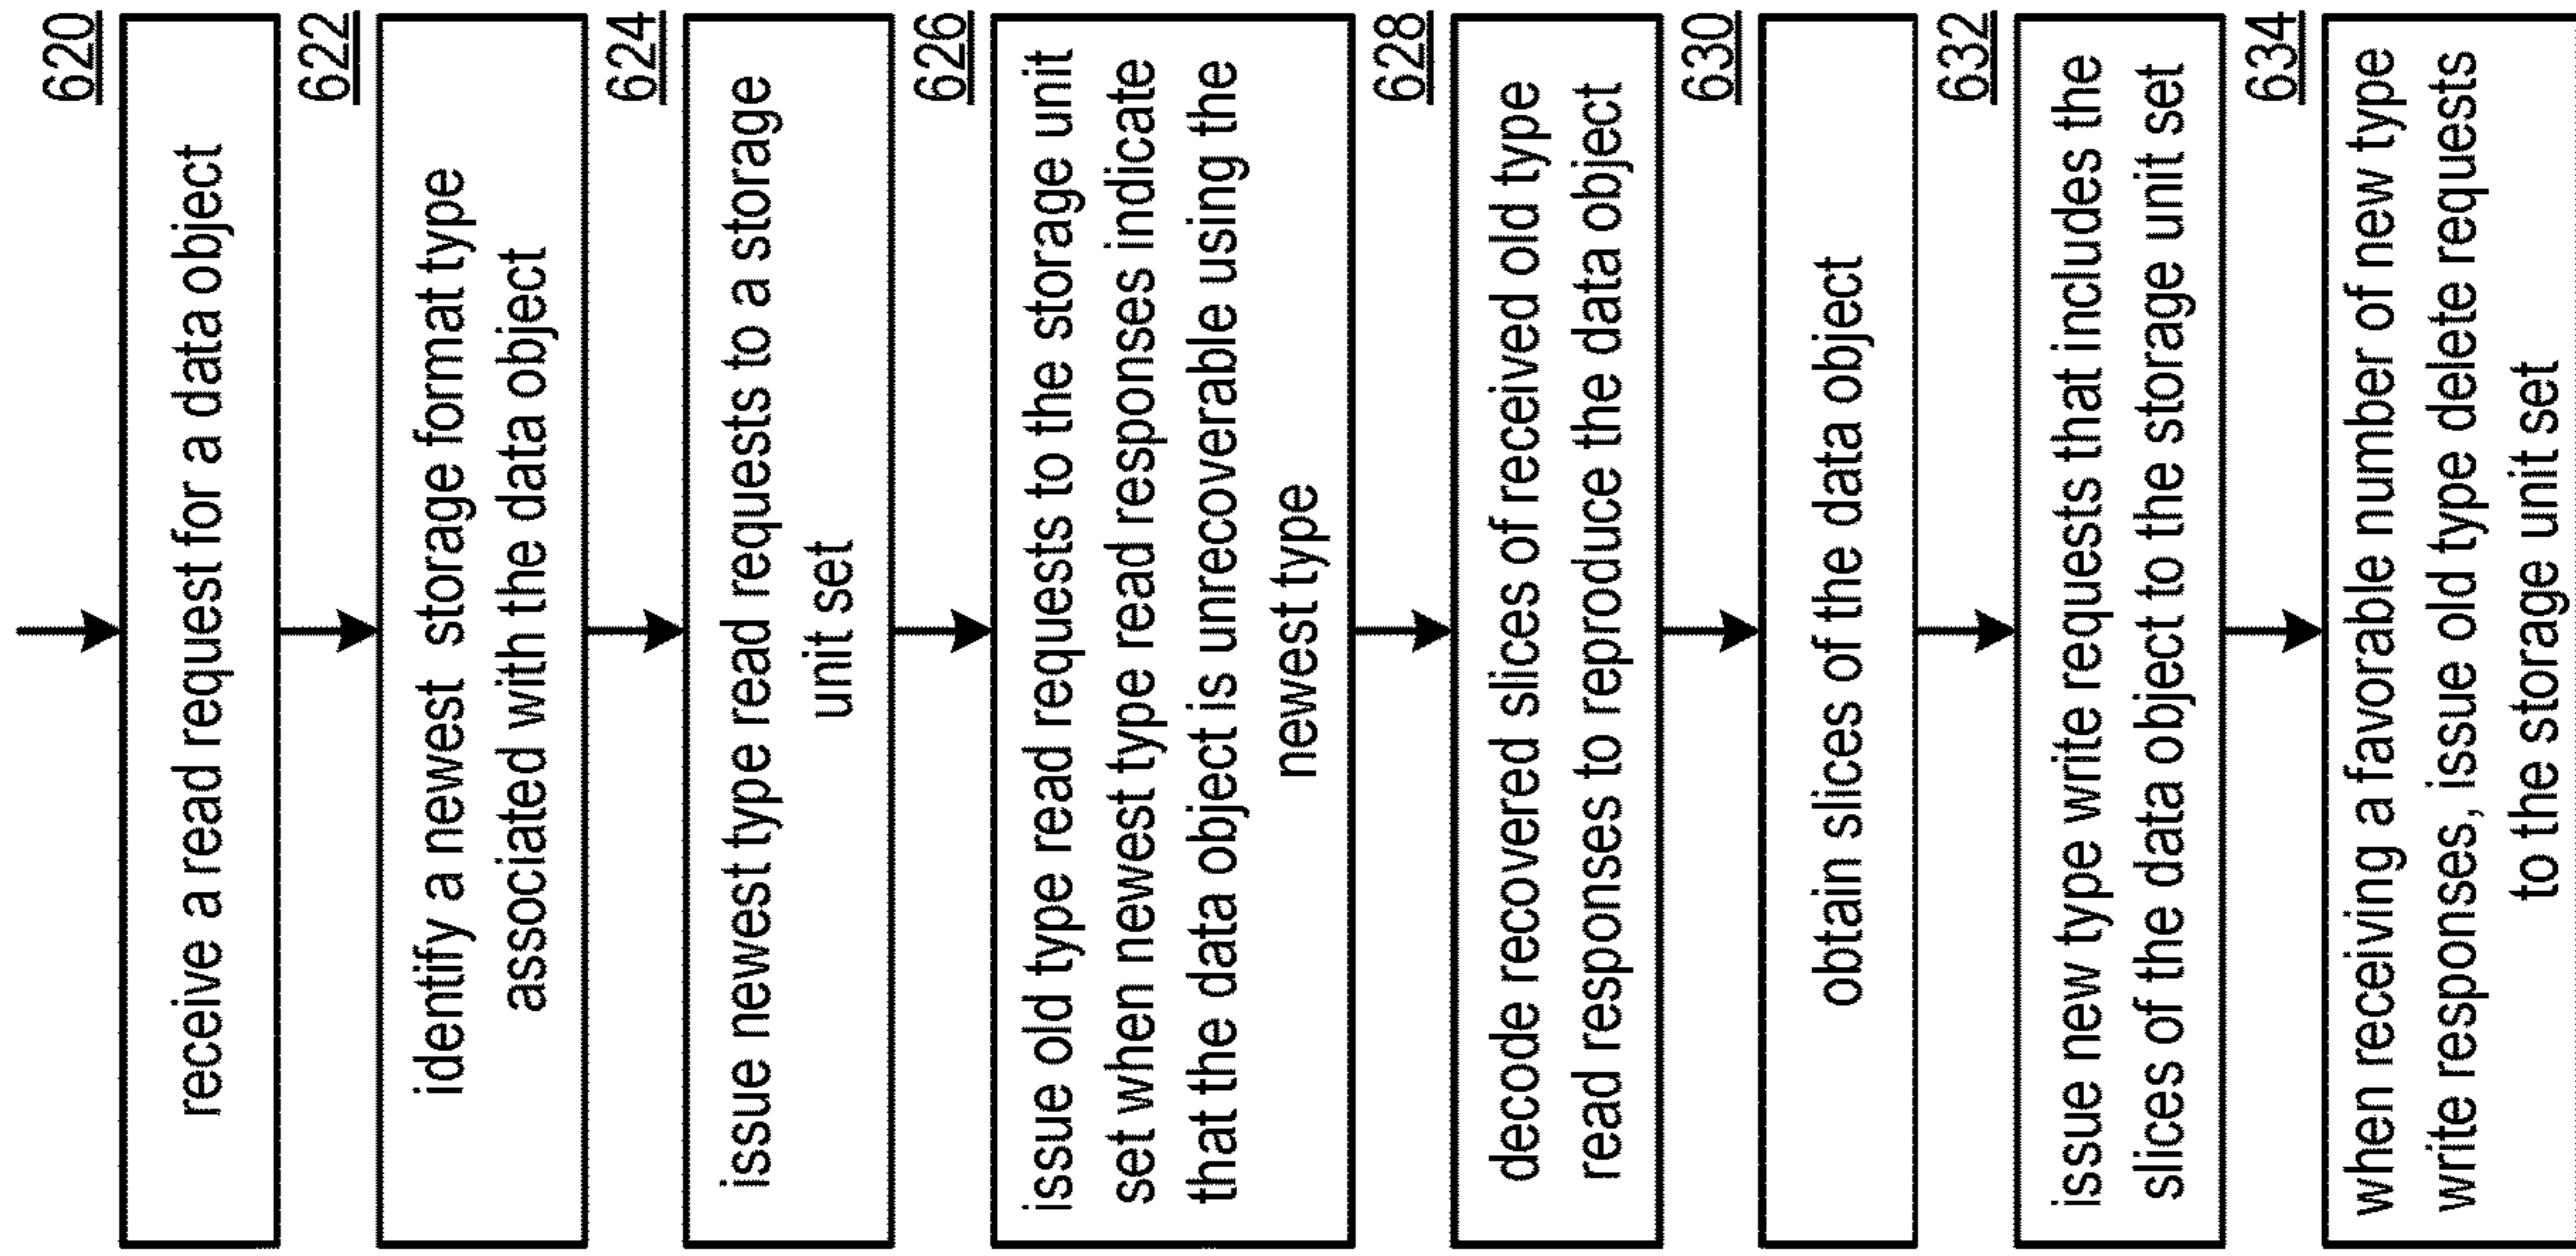 620
receive a read request for a data object
622
identify a newest storage format type
associated with the data object
624
issue newest type read requests to a storage
unit set
626
issue old type read requests to the storage unit
set when newest type read responses indicate
that the data object is unrecoverable using the
newest type
628
decode recovered slices of received old type
read responses to reproduce the data object
630
obtain slices of the data object
632
issue new type write requests that includes the
slices of the data object to the storage unit set
634
when receiving a favorable number of new type
write responses, issue old type delete requests
to the storage unit set